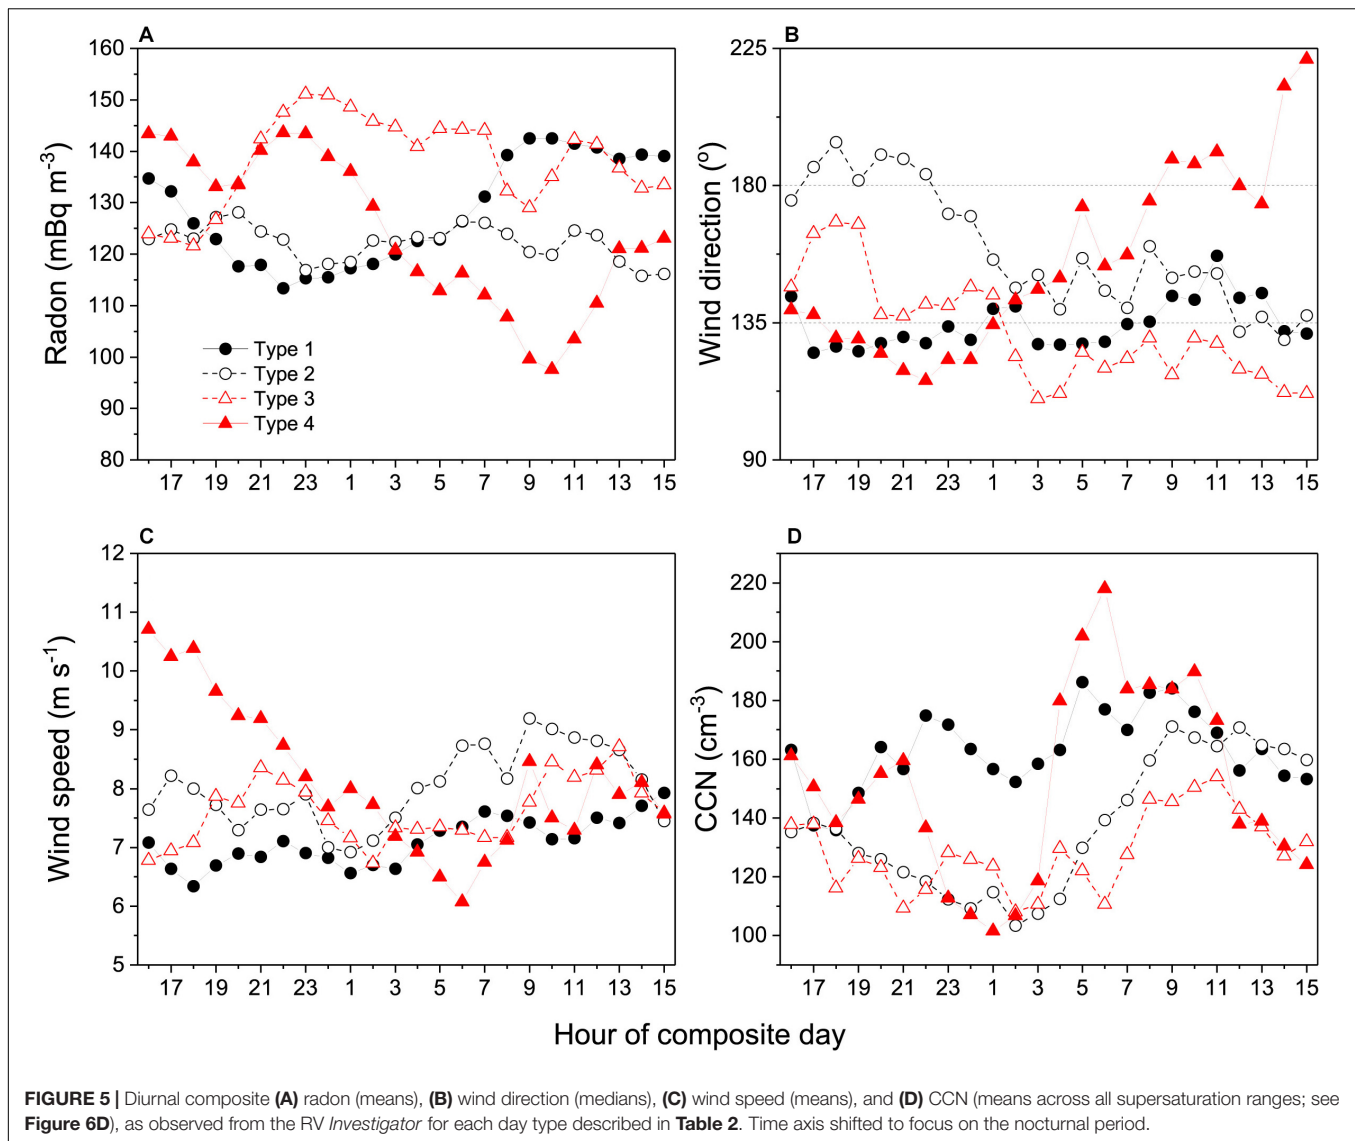 A
160
150
140
130
120
110
100
90
80
Radon (mBq m-3)
Type 1
Type 2
Type 3
Type 4
17 19 21 23 1 3 5 7 9 11 13 15
B
225
180
135
90
Wind direction (º)
17 19 21 23 1 3 5 7 9 11 13 15
C
12
11
10
9
8
7
6
5
Wind speed (m s-1)
17 19 21 23 1 3 5 7 9 11 13 15
D
220
200
180
160
140
120
100
CCN (cm-3)
17 19 21 23 1 3 5 7 9 11 13 15
Hour of composite day
FIGURE 5 | Diurnal composite (A) radon (means), (B) wind direction (medians), (C) wind speed (means), and (D) CCN (means across all supersaturation ranges; see
Figure 6D), as observed from the RV Investigator for each day type described in Table 2. Time axis shifted to focus on the nocturnal period.